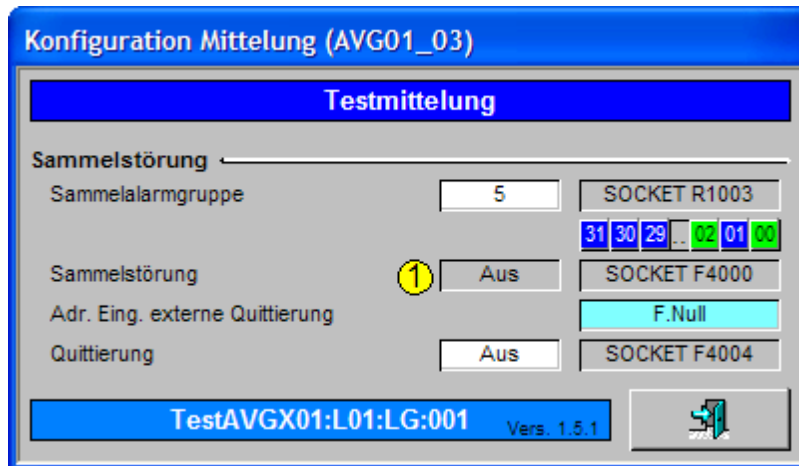 Konfiguration Mittelung (AVG01_03)
Testmittelung
Sammelstörung
Sammelalarmgruppe 5 SOCKET R1003
31 30 29 .. 02 01 00
Sammelstörung 1 Aus SOCKET F4000
Adr. Eing. externe Quittierung F.Null
Quittierung Aus SOCKET F4004
TestAVGX01:L01:LG:001 Vers. 1.5.1